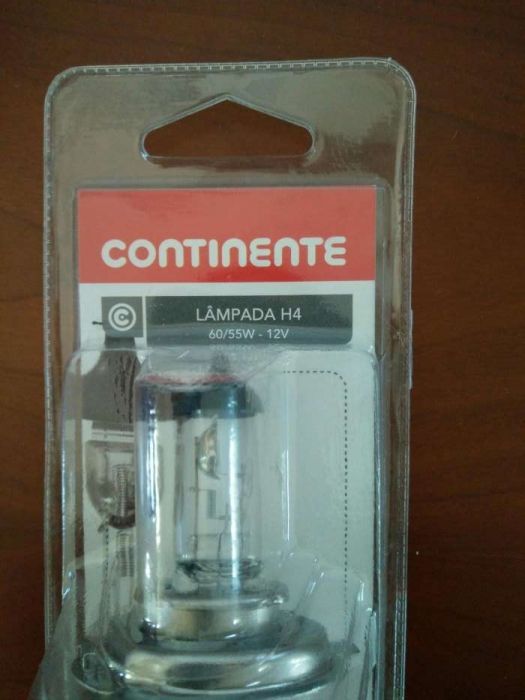 CONTINENTE
C
LÂMPADA H4
60/55W - 12V